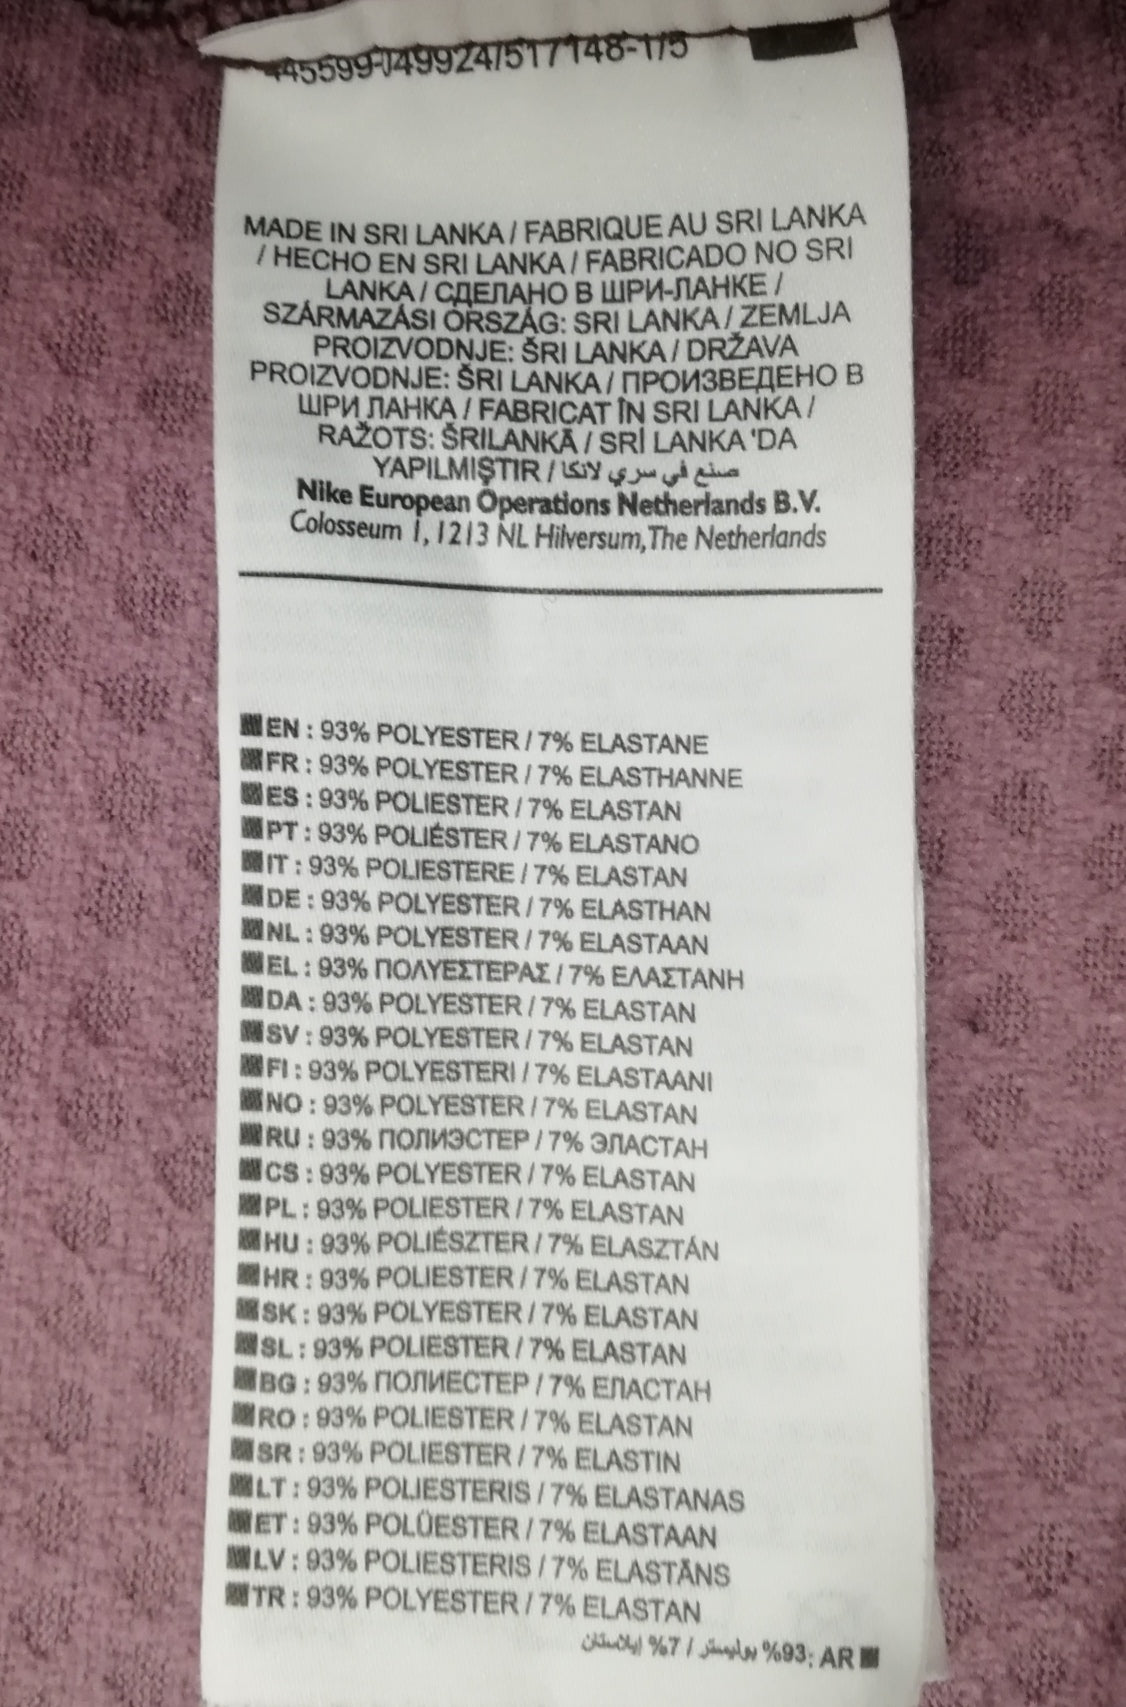 445599-J49924/517148-1/5
MADE IN SRI LANKA / FABRIQUE AU SRI LANKA
/ HECHO EN SRI LANKA / FABRICADO NO SRI
LANKA / СДЕЛАНО В ШРИ-ЛАНКЕ /
SZÁRMAZÁSI ORSZÁG: SRI LANKA / ZEMLJA
PROIZVODNJE: ŠRI LANKA / DRŽAVA
PROIZVODNJE: ŠRI LANKA / ПРОИЗВЕДЕНО В
ШРИ ЛАНКА / FABRICAT ÎN SRI LANKA /
RAŽOTS: ŠRILANKĀ / SRİ LANKA 'DA
YAPILMIŞTIR / صنع في سري لانكا
Nike European Operations Netherlands B.V.
Colosseum 1, 1213 NL Hilversum, The Netherlands
EN : 93% POLYESTER / 7% ELASTANE
FR : 93% POLYESTER / 7% ELASTHANNE
ES : 93% POLIESTER / 7% ELASTAN
PT : 93% POLIÉSTER / 7% ELASTANO
IT : 93% POLIESTERE / 7% ELASTAN
DE : 93% POLYESTER / 7% ELASTHAN
NL : 93% POLYESTER / 7% ELASTAAN
EL : 93% ΠΟΛΥΕΣΤΕΡΑΣ / 7% ΕΛΑΣΤΑΝΗ
DA : 93% POLYESTER / 7% ELASTAN
SV : 93% POLYESTER / 7% ELASTAN
FI : 93% POLYESTERI / 7% ELASTAANI
NO : 93% POLYESTER / 7% ELASTAN
RU : 93% ПОЛИЭСТЕР / 7% ЭЛАСТАН
CS : 93% POLYESTER / 7% ELASTAN
PL : 93% POLIESTER / 7% ELASTAN
HU : 93% POLIÉSZTER / 7% ELASZTÁN
HR : 93% POLIESTER / 7% ELASTAN
SK : 93% POLYESTER / 7% ELASTAN
SL : 93% POLIESTER / 7% ELASTAN
BG : 93% ПОЛИЕСТЕР / 7% ЕЛАСТАН
RO : 93% POLIESTER / 7% ELASTAN
SR : 93% POLIESTER / 7% ELASTIN
LT : 93% POLIESTERIS / 7% ELASTANAS
ET : 93% POLÜESTER / 7% ELASTAAN
LV : 93% POLIESTERIS / 7% ELASTĀNS
TR : 93% POLYESTER / 7% ELASTAN
AR :93% بوليستر / 7% إيلاستان